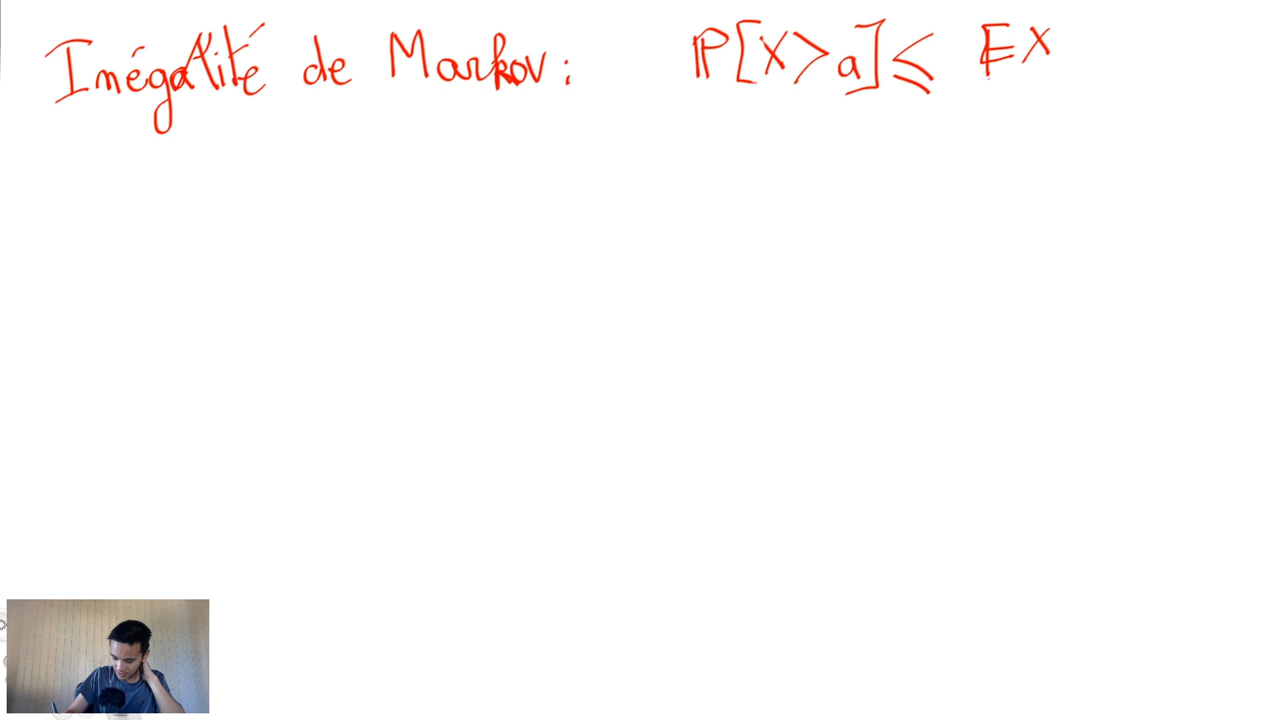 Inégalité de Markov : ℙ[X>a] ≤ EX